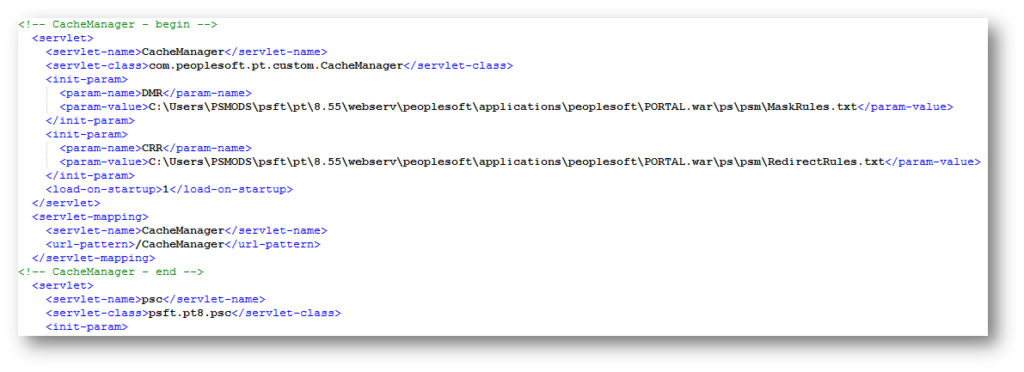 <!-- CacheManager - begin -->
<servlet>
<servlet-name>CacheManager</servlet-name>
<servlet-class>com.peoplesoft.pt.custom.CacheManager</servlet-class>
<init-param>
<param-name>DMR</param-name>
<param-value>C:\Users\PSMODS\psft\pt\8.55\webserv\peoplesoft\applications\peoplesoft\PORTAL.war\ps\psm\MaskRules.txt</param-value>
</init-param>
<init-param>
<param-name>CRR</param-name>
<param-value>C:\Users\PSMODS\psft\pt\8.55\webserv\peoplesoft\applications\peoplesoft\PORTAL.war\ps\psm\RedirectRules.txt</param-value>
</init-param>
<load-on-startup>1</load-on-startup>
</servlet>
<servlet-mapping>
<servlet-name>CacheManager</servlet-name>
<url-pattern>/CacheManager</url-pattern>
</servlet-mapping>
<!-- CacheManager - end -->
<servlet>
<servlet-name>psc</servlet-name>
<servlet-class>psft.pt8.psc</servlet-class>
<init-param>